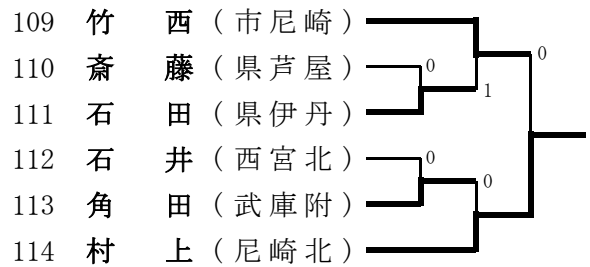 109 竹 西 (市尼崎)
110 斎 藤 (県芦屋) 0
0
111 石 田 (県伊丹) 1
112 石 井 (西宮北) 0
0
113 角 田 (武庫附)
114 村 上 (尼崎北)